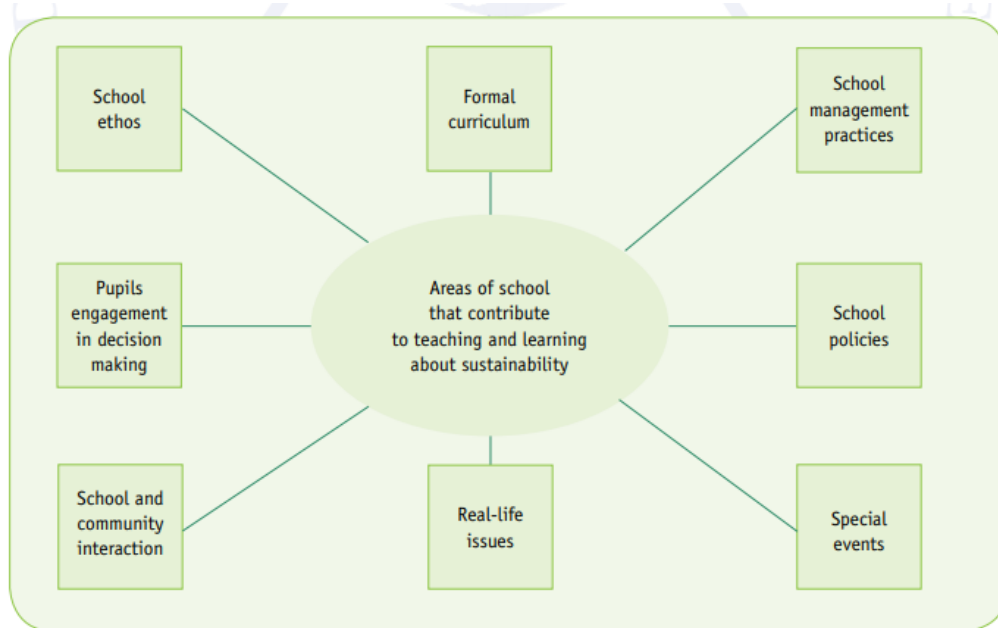 School
ethos
Formal
curriculum
School
management
practices
Pupils
engagement
in decision
making
Areas of school
that contribute
to teaching and learning
about sustainability
School
policies
School and
community
interaction
Real-life
issues
Special
events